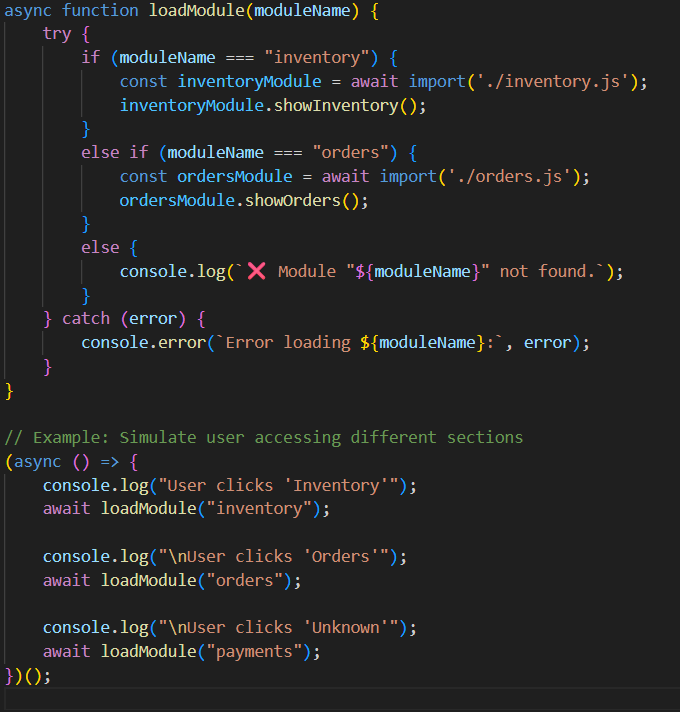 async function loadModule(moduleName) {
    try {
        if (moduleName === "inventory") {
            const inventoryModule = await import('./inventory.js');
            inventoryModule.showInventory();
        }
        else if (moduleName === "orders") {
            const ordersModule = await import('./orders.js');
            ordersModule.showOrders();
        }
        else {
            console.log(`❌ Module "${moduleName}" not found.`);
        }
    } catch (error) {
        console.error(`Error loading ${moduleName}:`, error);
    }
}

// Example: Simulate user accessing different sections
(async () => {
    console.log("User clicks 'Inventory'");
    await loadModule("inventory");

    console.log("\nUser clicks 'Orders'");
    await loadModule("orders");

    console.log("\nUser clicks 'Unknown'");
    await loadModule("payments");
})();